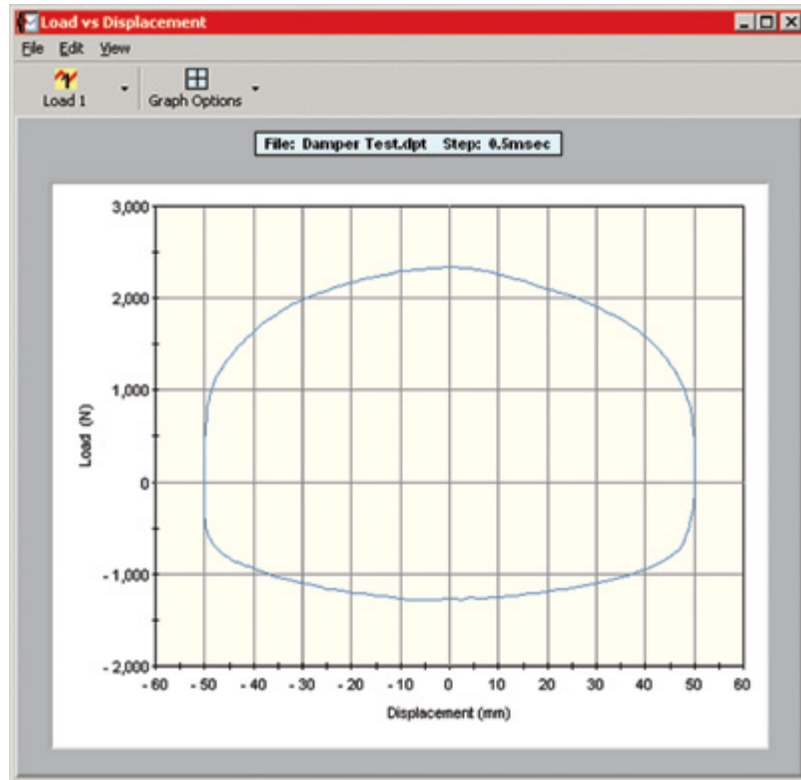 Load vs Displacement
File Edit View
Load 1
Graph Options
File: Damper Test.dpt Step: 0.5msec
3,000
2,000
1,000
0
- 1,000
- 2,000
Load (N)
- 60 - 50 - 40 - 30 - 20 - 10 0 10 20 30 40 50 60
Displacement (mm)